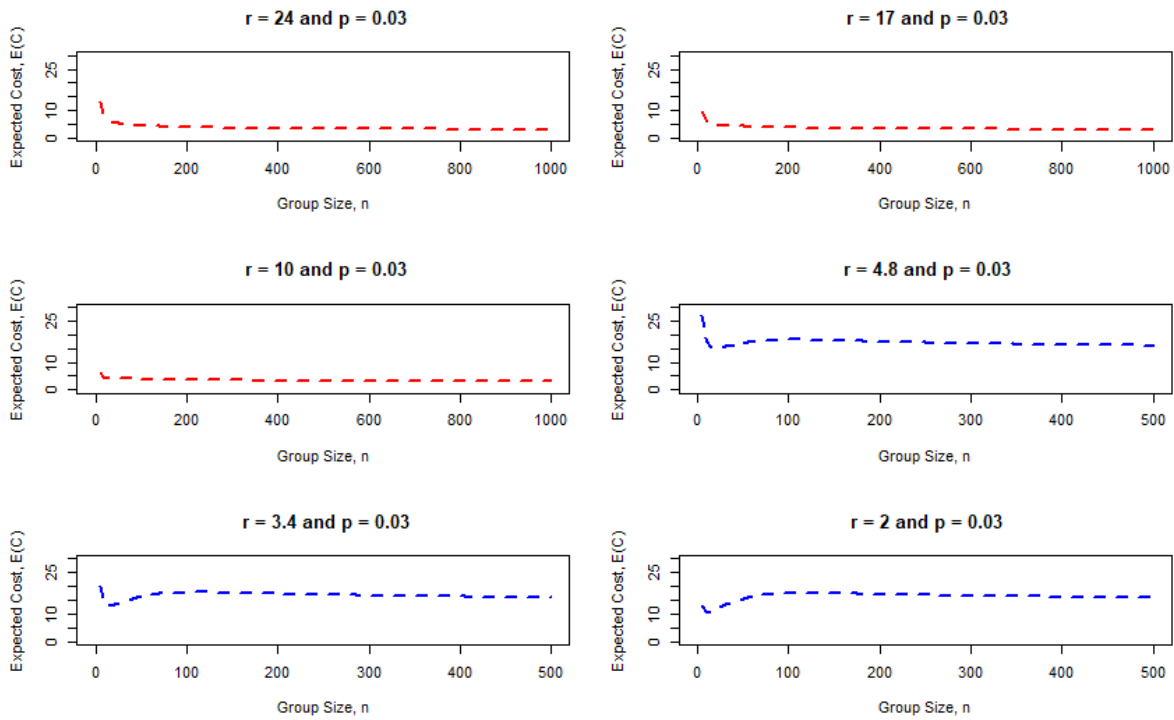 r = 24 and p = 0.03
Expected Cost, E(C)
25
10
0
0 200 400 600 800 1000
Group Size, n
r = 17 and p = 0.03
Expected Cost, E(C)
25
10
0
0 200 400 600 800 1000
Group Size, n
r = 10 and p = 0.03
Expected Cost, E(C)
25
10
0
0 200 400 600 800 1000
Group Size, n
r = 4.8 and p = 0.03
Expected Cost, E(C)
25
10
0
0 100 200 300 400 500
Group Size, n
r = 3.4 and p = 0.03
Expected Cost, E(C)
25
10
0
0 100 200 300 400 500
Group Size, n
r = 2 and p = 0.03
Expected Cost, E(C)
25
10
0
0 100 200 300 400 500
Group Size, n